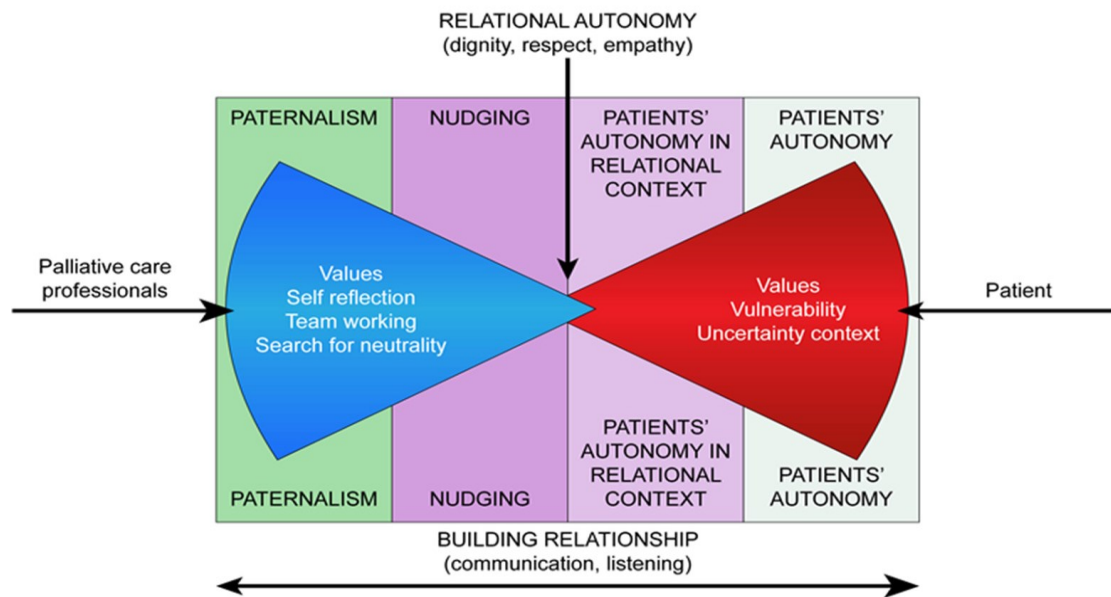 RELATIONAL AUTONOMY
(dignity, respect, empathy)
PATERNALISM
NUDGING
PATIENTS'
AUTONOMY IN
RELATIONAL
CONTEXT
PATIENTS'
AUTONOMY
Palliative care
professionals
Values
Self reflection
Team working
Search for neutrality
Values
Vulnerability
Uncertainty context
Patient
PATERNALISM
NUDGING
PATIENTS'
AUTONOMY IN
RELATIONAL
CONTEXT
PATIENTS'
AUTONOMY
BUILDING RELATIONSHIP
(communication, listening)